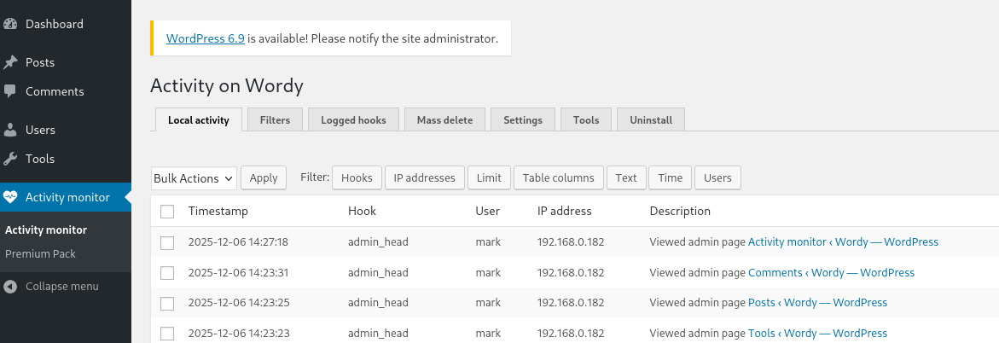 Dashboard
Posts
Comments
Users
Tools
Activity monitor
Activity monitor
Premium Pack
Collapse menu
WordPress 6.9 is available! Please notify the site administrator.
Activity on Wordy
Local activity Filters Logged hooks Mass delete Settings Tools Uninstall
Bulk Actions Apply Filter: Hooks IP addresses Limit Table columns Text Time Users
Timestamp Hook User IP address Description
2025-12-06 14:27:18 admin_head mark 192.168.0.182 Viewed admin page Activity monitor ‹ Wordy — WordPress
2025-12-06 14:23:31 admin_head mark 192.168.0.182 Viewed admin page Comments ‹ Wordy — WordPress
2025-12-06 14:23:25 admin_head mark 192.168.0.182 Viewed admin page Posts ‹ Wordy — WordPress
2025-12-06 14:23:23 admin_head mark 192.168.0.182 Viewed admin page Tools ‹ Wordy — WordPress